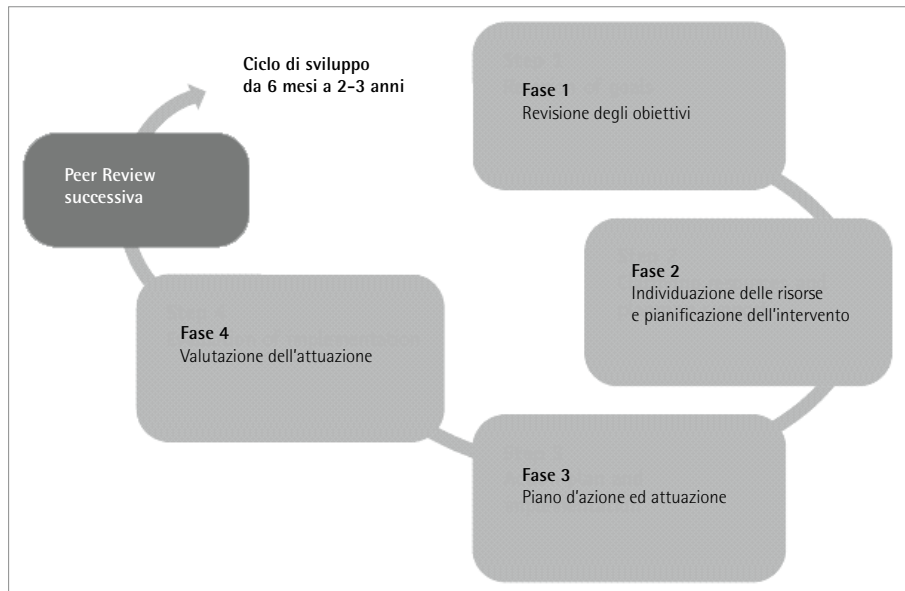 Ciclo di sviluppo
da 6 mesi a 2-3 anni
Fase 1
Revisione degli obiettivi
Peer Review
successiva
Fase 2
Individuazione delle risorse
e pianificazione dell'intervento
Fase 4
Valutazione dell'attuazione
Fase 3
Piano d'azione ed attuazione